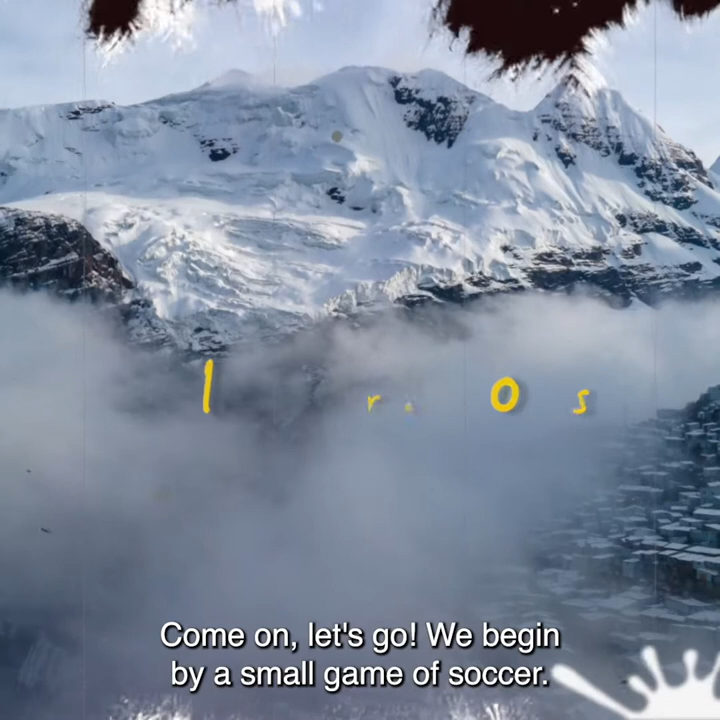 l r o s
Come on, let's go! We begin
by a small game of soccer.